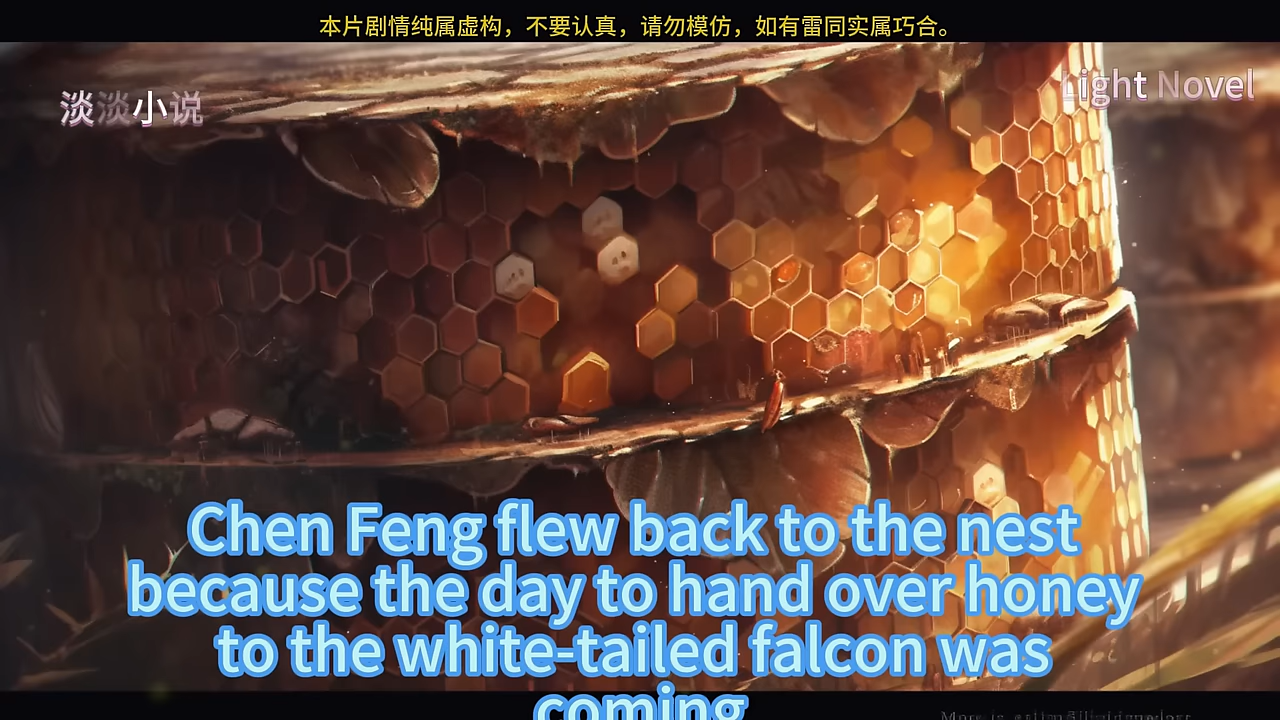 本片剧情纯属虚构，不要认真，请勿模仿，如有雷同实属巧合。
淡淡小说
Light Novel
Chen Feng flew back to the nest
because the day to hand over honey
to the white-tailed falcon was
coming